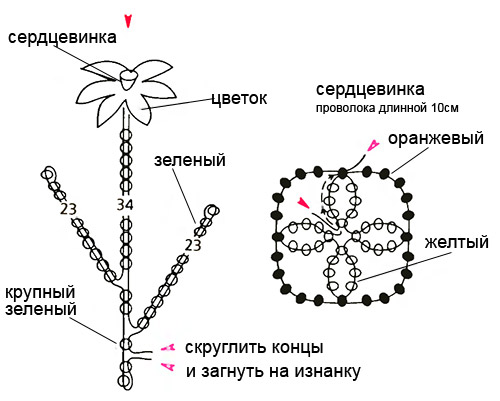 сердцевинка
цветок
зеленый
23
34
23
крупный
зеленый
скруглить концы
и загнуть на изнанку
сердцевинка
проволока длинной 10см
оранжевый
желтый